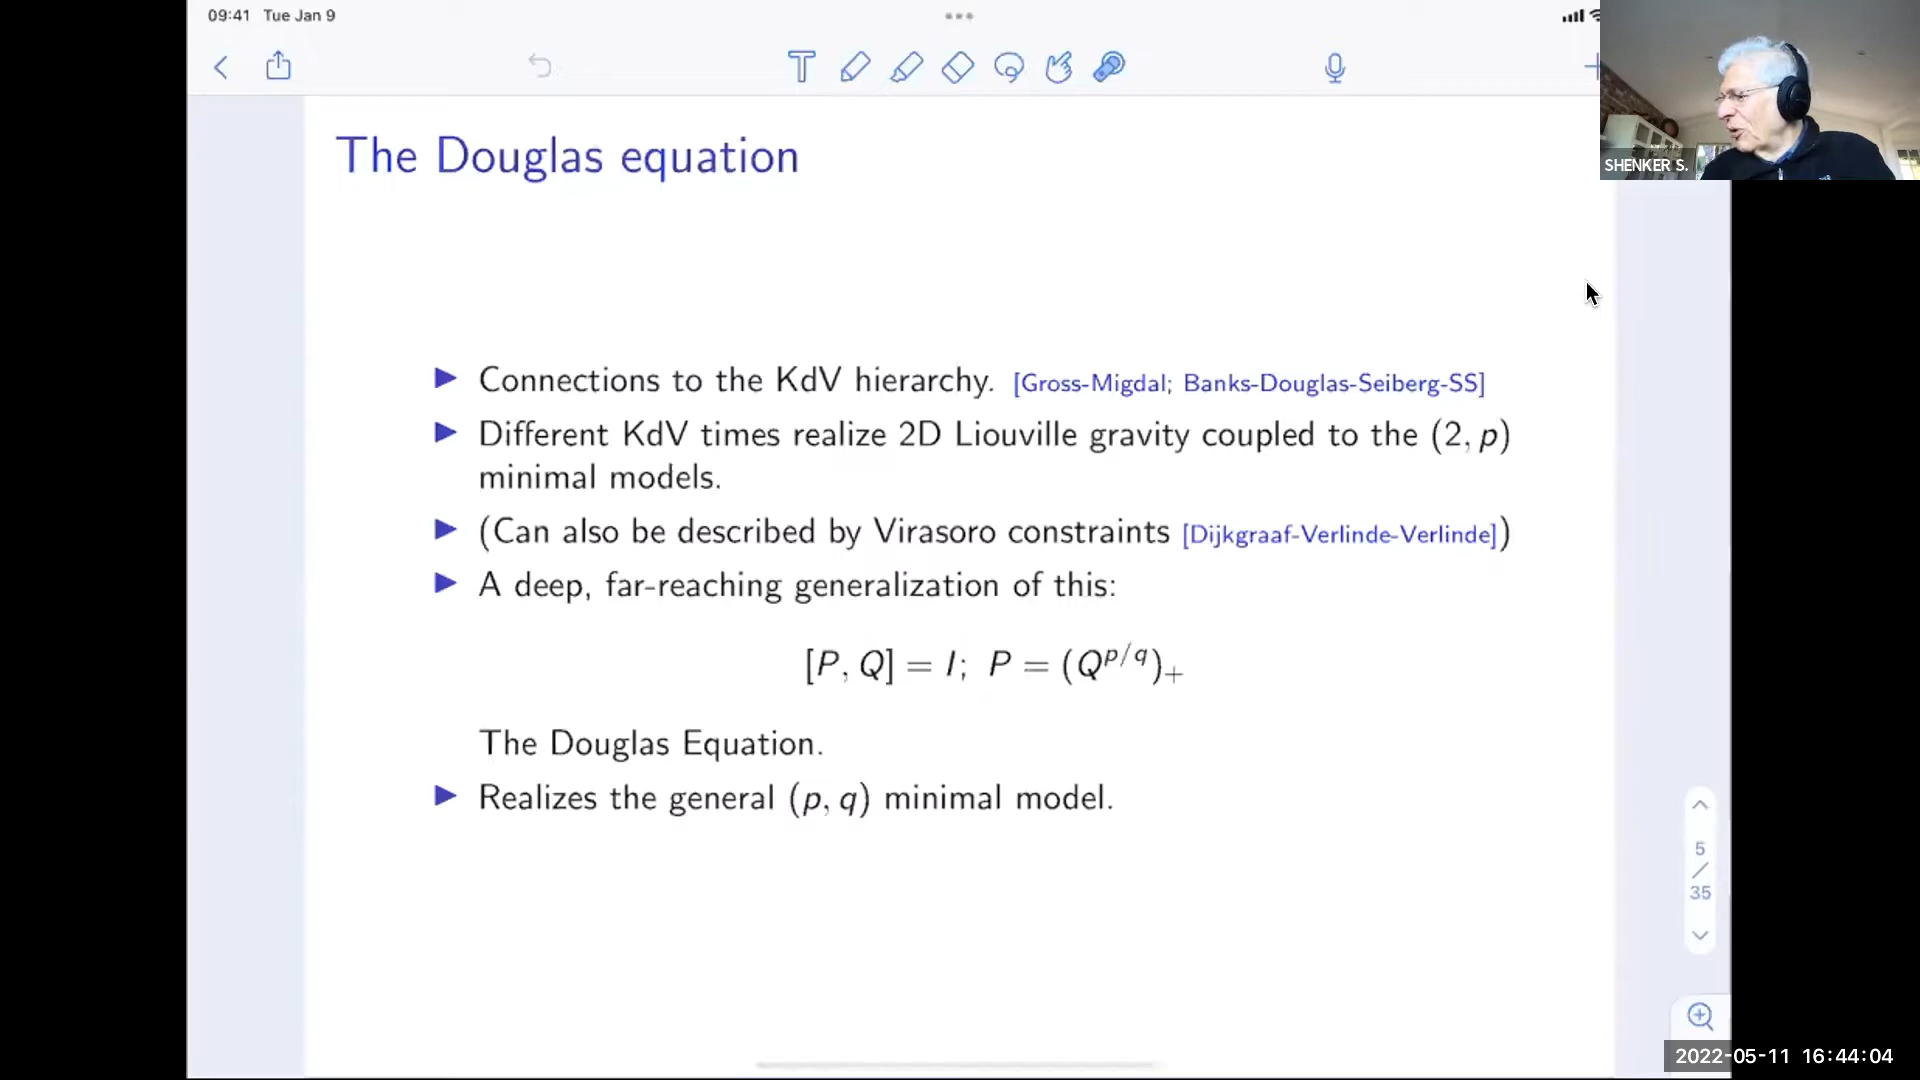 09:41 Tue Jan 9
SHENKER S.
The Douglas equation
Connections to the KdV hierarchy. [Gross-Migdal; Banks-Douglas-Seiberg-SS]
Different KdV times realize 2D Liouville gravity coupled to the (2, p)
minimal models.
(Can also be described by Virasoro constraints [Dijkgraaf-Verlinde-Verlinde])
A deep, far-reaching generalization of this:
[P, Q] = I; P = (Q^{p/q})_+
The Douglas Equation.
Realizes the general (p, q) minimal model.
5
/
35
2022-05-11 16:44:04